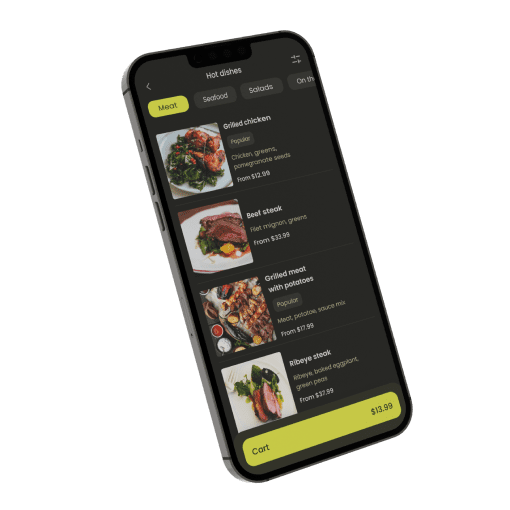 Hot dishes
Meat
Seafood
Salads
On th
Grilled chicken
Popular
Chicken, greens,
pomegranate seeds
From $12.99
Beef steak
Filet mignon, greens
From $33.99
Grilled meat
with potatoes
Popular
Meat, potatoe, sauce mix
From $17.99
Ribeye steak
Ribeye, baked eggplant,
green peas
From $37.99
Cart
$13.99